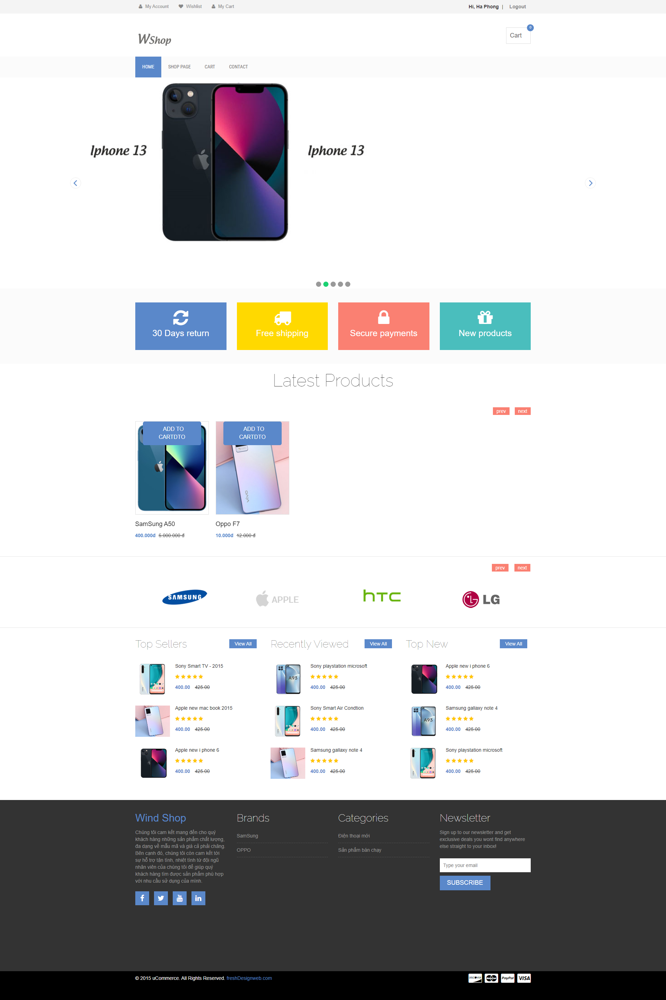 My Account Wishlist My Cart Hi, Ha Phong | Logout
WShop
Cart 0
HOME SHOP PAGE CART CONTACT
Iphone 13 Iphone 13
30 Days return Free shipping Secure payments New products
Latest Products
prev next
ADD TO
CARTDTO
ADD TO
CARTDTO
vivo
SamSung A50
400.000đ 6.000.000 đ
Oppo F7
10.000đ 12.000 đ
prev next
SAMSUNG APPLE hTC LG
Top Sellers View All
Sony Smart TV - 2015
400.00 425.00
Apple new mac book 2015
400.00 425.00
Apple new i phone 6
400.00 425.00
Recently Viewed View All
A93
Sony playstation microsoft
400.00 425.00
Sony Smart Air Condtion
400.00 425.00
Samsung gallaxy note 4
400.00 425.00
Top New View All
Apple new i phone 6
400.00 425.00
A93
Samsung gallaxy note 4
400.00 425.00
Sony playstation microsoft
400.00 425.00
Wind Shop
Chúng tôi cam kết mang đến cho quý
khách hàng những sản phẩm chất lượng,
đa dạng về mẫu mã và giá cả phải chăng.
Bên cạnh đó, chúng tôi còn cam kết tới
sự hỗ trợ tận tình, nhiệt tình từ đội ngũ
nhân viên của chúng tôi để giúp quý
khách hàng tìm được sản phẩm phù hợp
với nhu cầu sử dụng của mình.
Brands
SamSung
OPPO
Categories
Điện thoại mới
Sản phẩm bán chạy
Newsletter
Sign up to our newsletter and get
exclusive deals you wont find anywhere
else straight to your inbox!
Type your email
SUBSCRIBE
© 2015 uCommerce. All Rights Reserved. freshDesignweb.com
DISCOVER MasterCard PayPal VISA